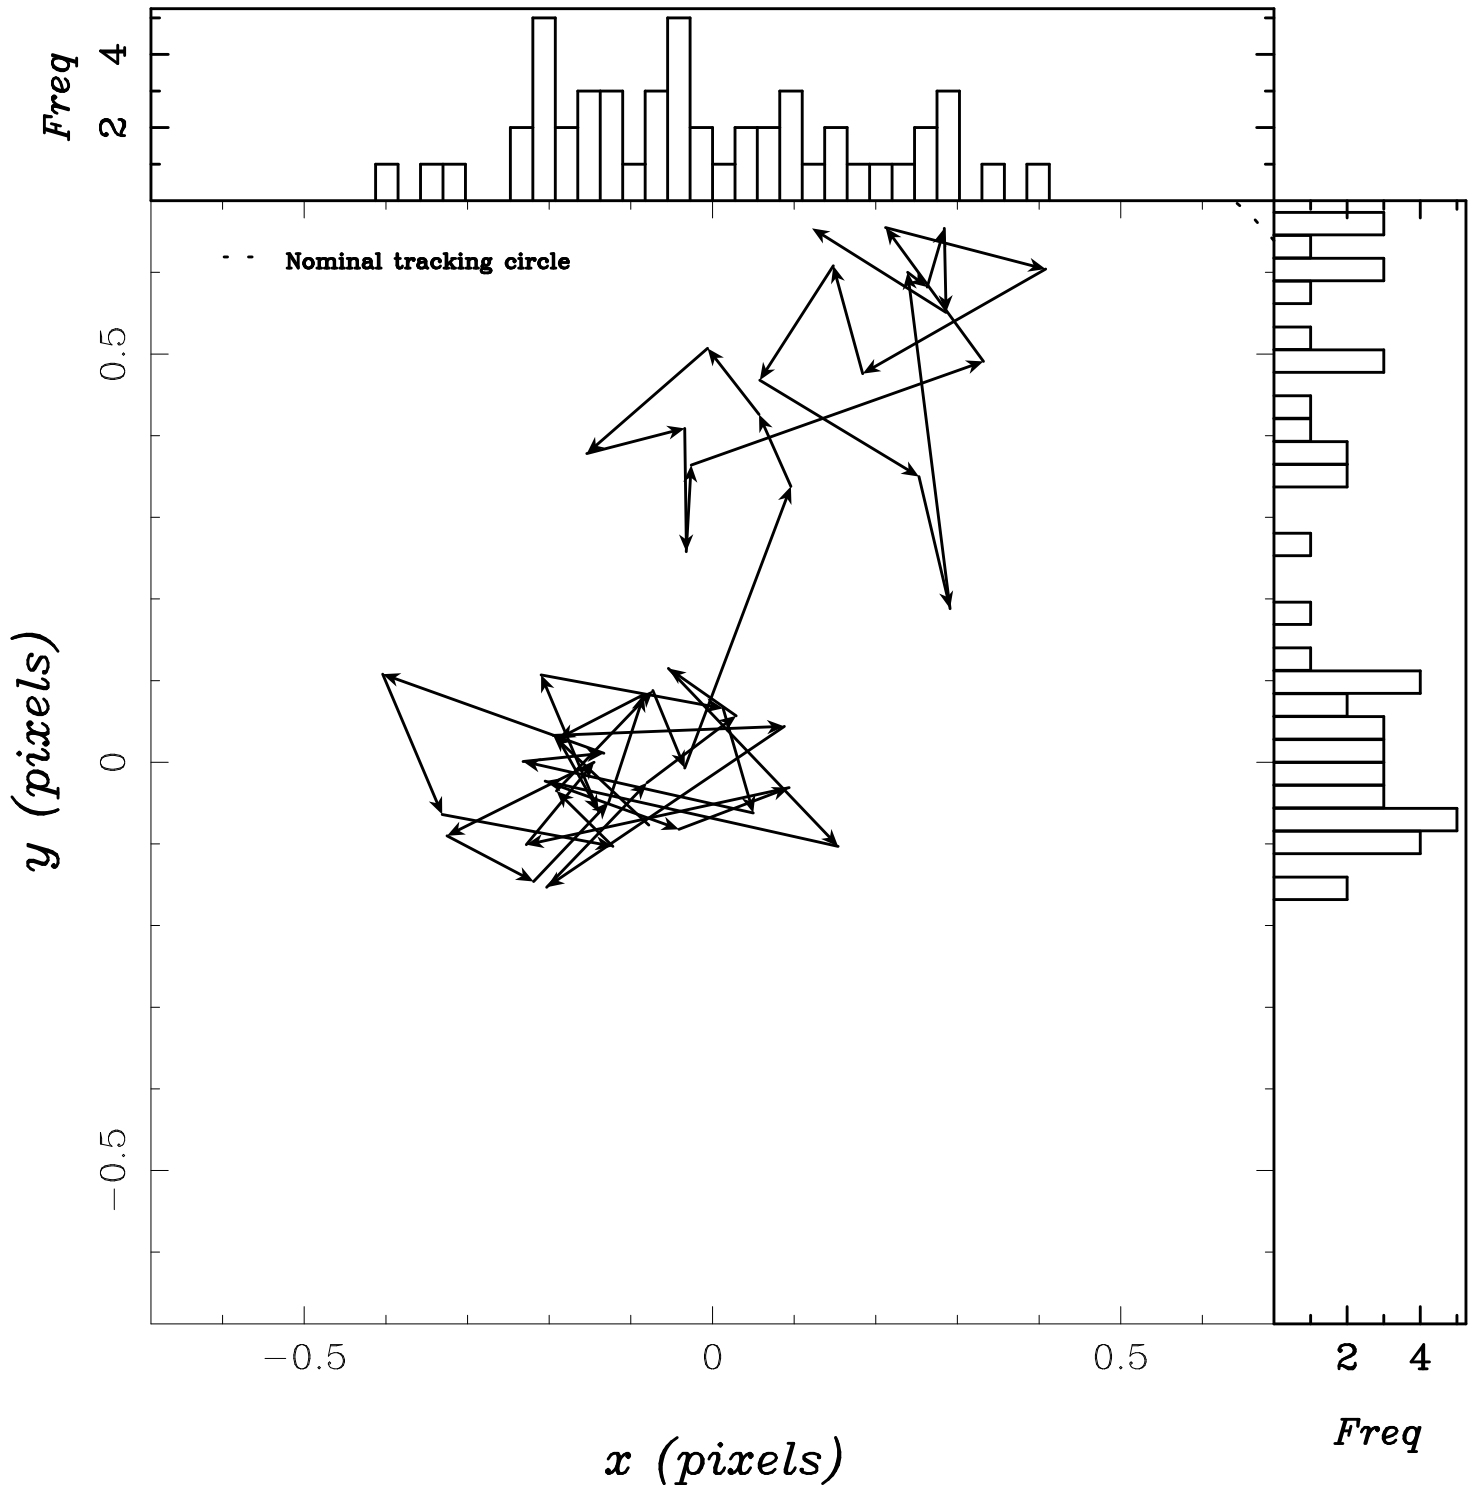 Freq
4
2
- - Nominal tracking circle
0.5
0
−0.5
y (pixels)
−0.5 0 0.5
2 4
x (pixels)
Freq